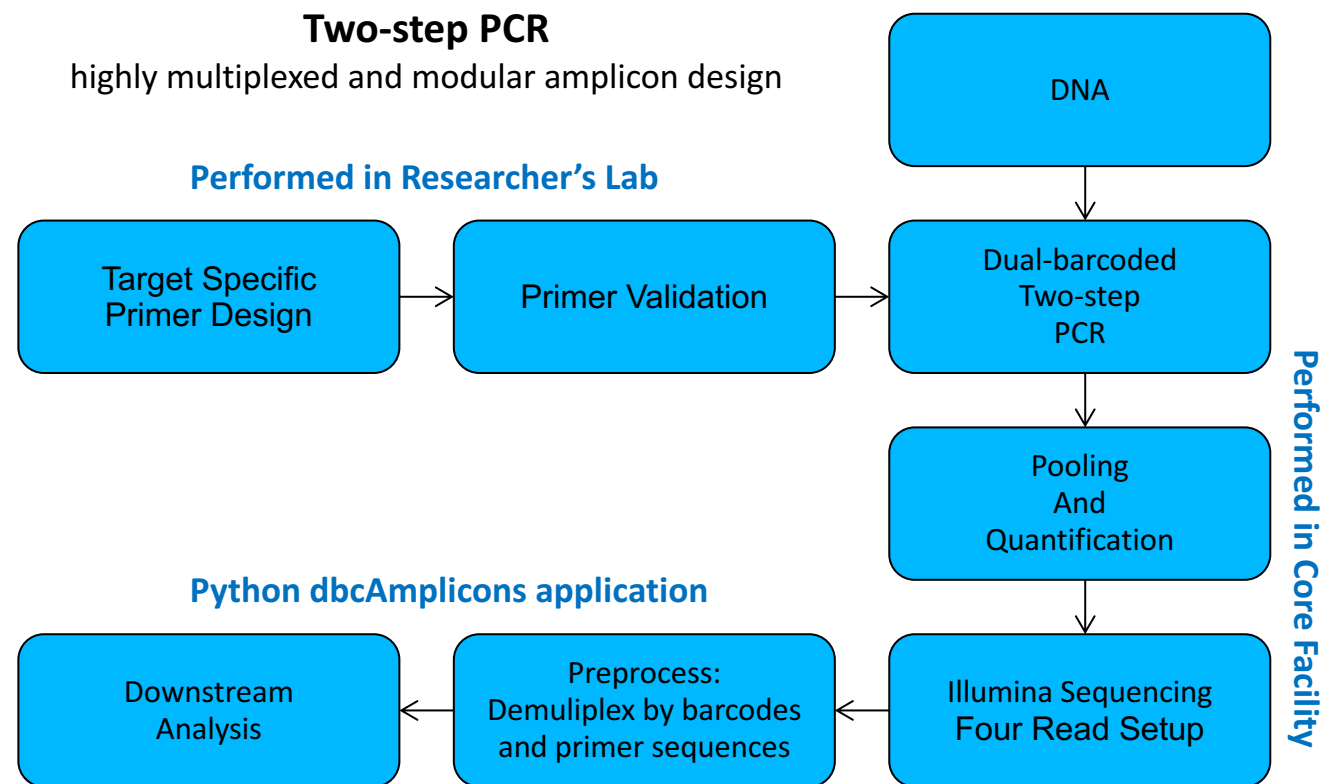 Two-step PCR
highly multiplexed and modular amplicon design
DNA
Performed in Researcher's Lab
Target Specific
Primer Design
Primer Validation
Dual-barcoded
Two-step
PCR
Performed in Core Facility
Pooling
And
Quantification
Python dbcAmplicons application
Downstream
Analysis
Preprocess:
Demuliplex by barcodes
and primer sequences
Illumina Sequencing
Four Read Setup